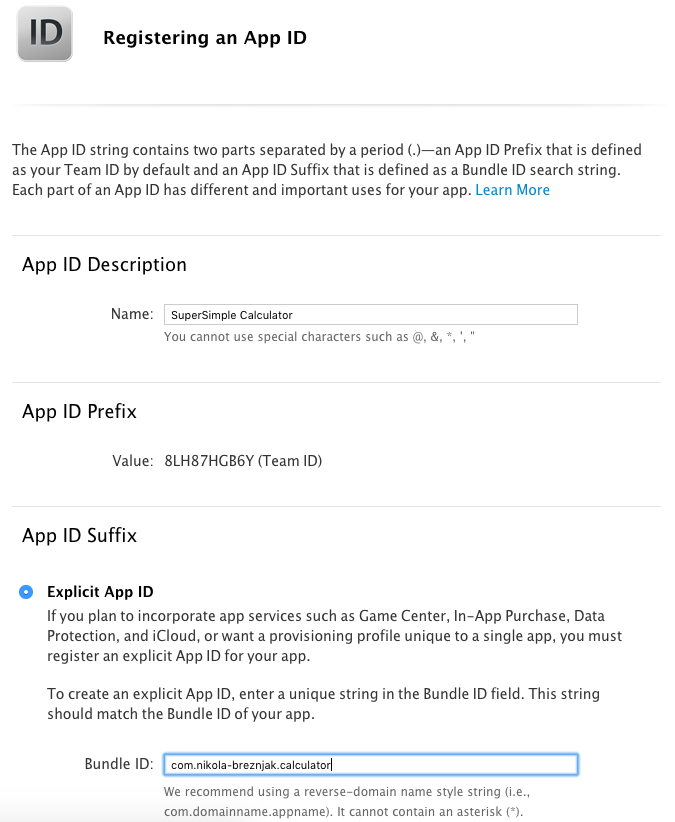 ID
Registering an App ID
The App ID string contains two parts separated by a period (.)—an App ID Prefix that is defined
as your Team ID by default and an App ID Suffix that is defined as a Bundle ID search string.
Each part of an App ID has different and important uses for your app. Learn More
App ID Description
Name: SuperSimple Calculator
You cannot use special characters such as @, &, *, ', "
App ID Prefix
Value: 8LH87HGB6Y (Team ID)
App ID Suffix
Explicit App ID
If you plan to incorporate app services such as Game Center, In-App Purchase, Data
Protection, and iCloud, or want a provisioning profile unique to a single app, you must
register an explicit App ID for your app.
To create an explicit App ID, enter a unique string in the Bundle ID field. This string
should match the Bundle ID of your app.
Bundle ID: com.nikola-breznjak.calculator
We recommend using a reverse-domain name style string (i.e.,
com.domainname.appname). It cannot contain an asterisk (*).